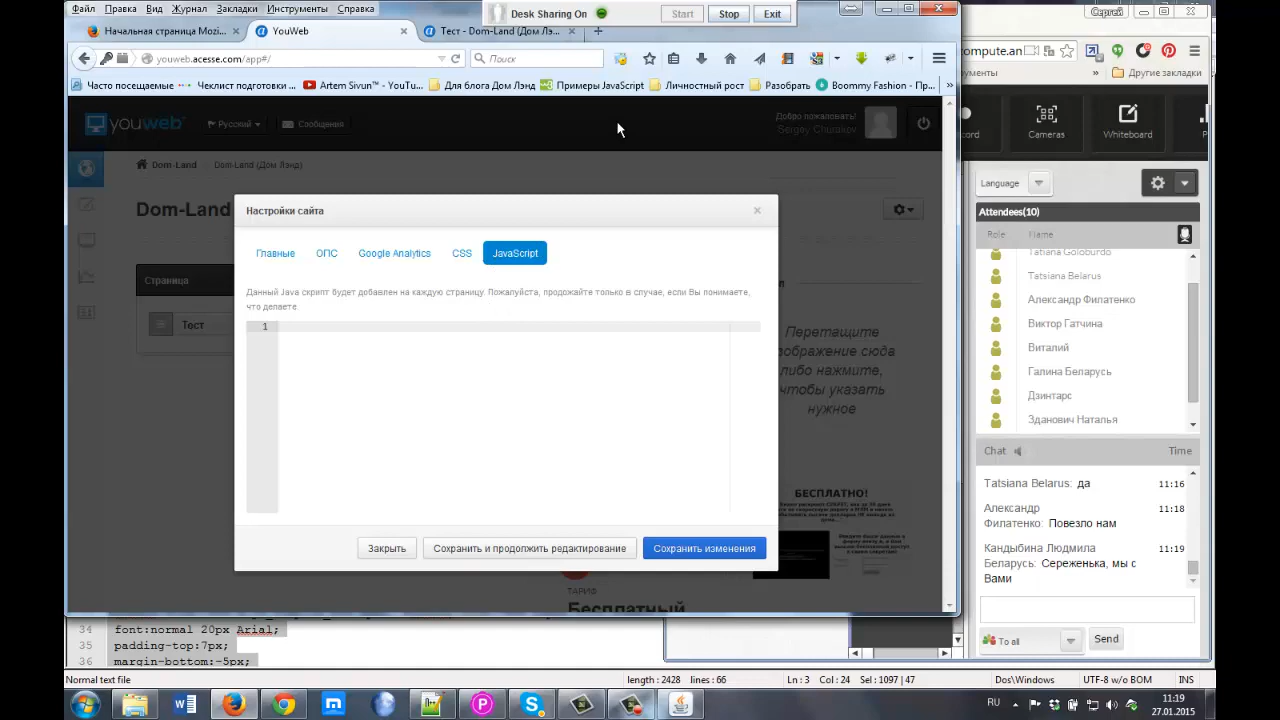 Файл Правка Вид Журнал Закладки Инструменты Справка
Desk Sharing On
Start Stop Exit
Сергей
Начальная страница Mozi...
YouWeb
Тест - Dom-Land (Дом Лэ...
youweb.acesse.com/app#/
Поиск
compute.an
Часто посещаемые
Чеклист подготовки ...
Artem Sivun™ - YouTu...
Для блога Дом Лэнд
Примеры JavaScript
Личностный рост
Разобрать
Boommy Fashion - Пр...
»
Другие закладки
youweb
Русский
Сообщения
Добро пожаловать!
Sergey Churakov
Cameras
Whiteboard
Dom-Land
Dom-Land (Дом Лэнд)
Dom-Land
Страница
Тест
Настройки сайта
×
Главные ОПС Google Analytics CSS JavaScript
Данный Java скрипт будет добавлен на каждую страницу. Пожалуйста, продолжайте только в случае, если Вы понимаете,
что делаете.
1
Закрыть
Сохранить и продолжить редактирование
Сохранить изменения
Перетащите
изображение сюда
либо нажмите,
чтобы указать
нужное
БЕСПЛАТНО!
ТАРИФ
Бесплатный
Language
Attendees(10)
Role Name
Tatiana Goloburdo
Tatsiana Belarus
Александр Филатенко
Виктор Гатчина
Виталий
Галина Беларусь
Дзинтарс
Зданович Наталья
Chat Time
Tatsiana Belarus: да 11:16
Александр 11:18
Филатенко: Повезло нам
Кандыбина Людмила 11:19
Беларусь: Сереженька, мы с
Вами
To all
Send
34 font:normal 20px Arial;
35 padding-top:7px;
36 margin-bottom:-5px;
Normal text file
length : 2428 lines : 66
Ln : 3 Col : 24 Sel : 1097 | 47
Dos\Windows
UTF-8 w/o BOM
INS
RU
11:19
27.01.2015